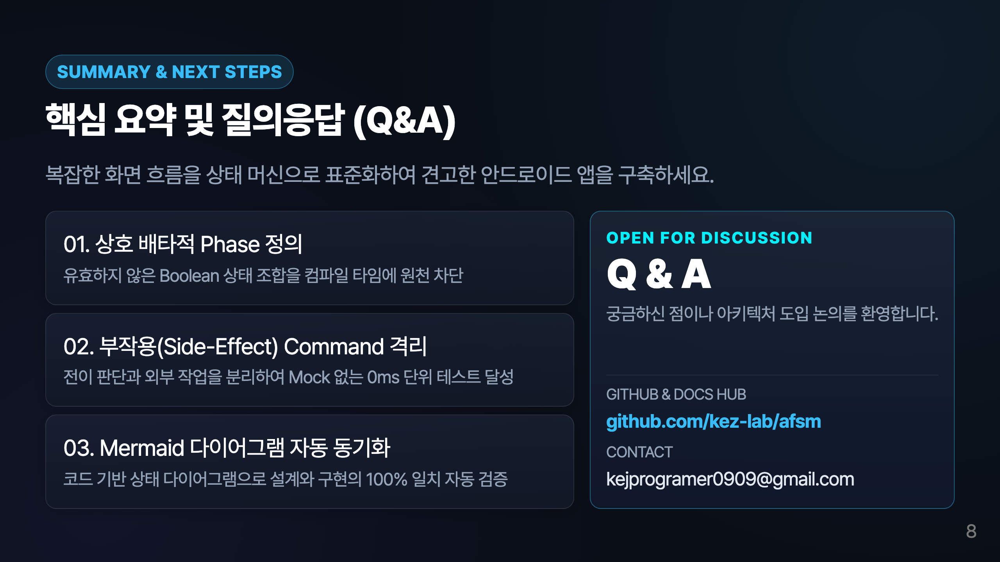 SUMMARY & NEXT STEPS
핵심 요약 및 질의응답 (Q&A)
복잡한 화면 흐름을 상태 머신으로 표준화하여 견고한 안드로이드 앱을 구축하세요.
01. 상호 배타적 Phase 정의
유효하지 않은 Boolean 상태 조합을 컴파일 타임에 원천 차단
02. 부작용(Side-Effect) Command 격리
전이 판단과 외부 작업을 분리하여 Mock 없는 0ms 단위 테스트 달성
03. Mermaid 다이어그램 자동 동기화
코드 기반 상태 다이어그램으로 설계와 구현의 100% 일치 자동 검증
OPEN FOR DISCUSSION
Q & A
궁금하신 점이나 아키텍처 도입 논의를 환영합니다.
GITHUB & DOCS HUB
github.com/kez-lab/afsm
CONTACT
kejprogramer0909@gmail.com
8